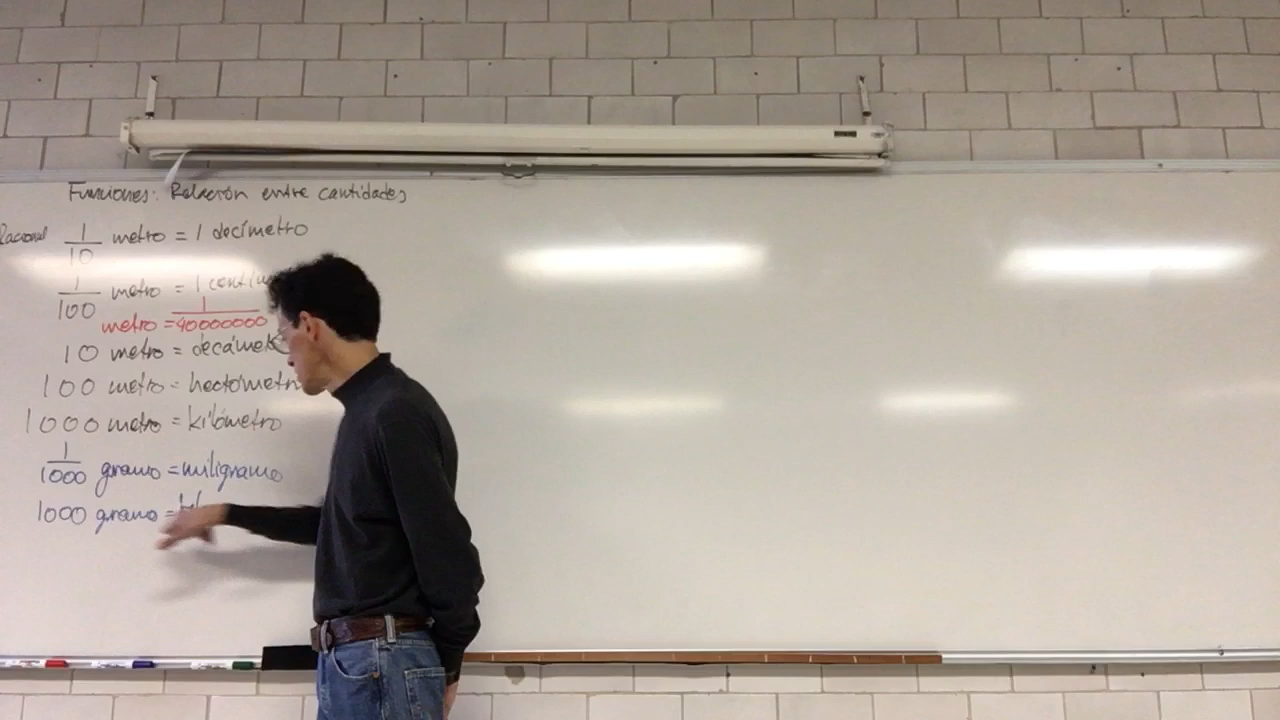 Funciones: Relación entre cantidades
1/10 metro = 1 decímetro
1/100 metro = 1
metro = 1/40000000
10 metro = decámet
100 metro = hectómetr
1000 metro = kilómetro
1/1000 gramo = miligramo
1000 gramo =